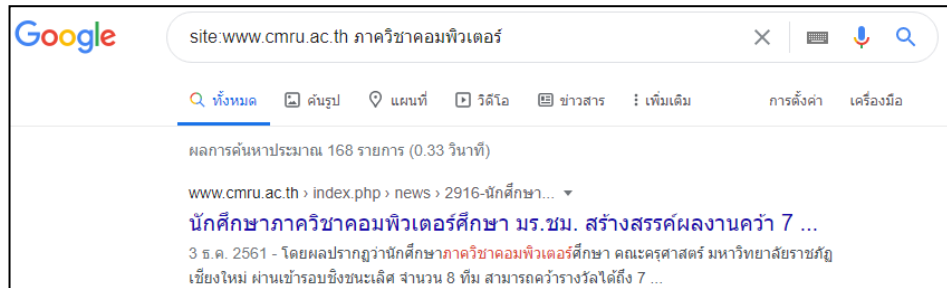 Google
site:www.cmru.ac.th ภาควิชาคอมพิวเตอร์
ทั้งหมด ค้นรูป แผนที่ วิดีโอ ข่าวสาร เพิ่มเติม การตั้งค่า เครื่องมือ
ผลการค้นหาประมาณ 168 รายการ (0.33 วินาที)
www.cmru.ac.th › index.php › news › 2916-นักศึกษา...
นักศึกษาภาควิชาคอมพิวเตอร์ศึกษา มร.ชม. สร้างสรรค์ผลงานคว้า 7 ...
3 ธ.ค. 2561 - โดยผลปรากฏว่านักศึกษาภาควิชาคอมพิวเตอร์ศึกษา คณะครุศาสตร์ มหาวิทยาลัยราชภัฏ
เชียงใหม่ ผ่านเข้ารอบชิงชนะเลิศ จำนวน 8 ทีม สามารถคว้ารางวัลได้ถึง 7 ...